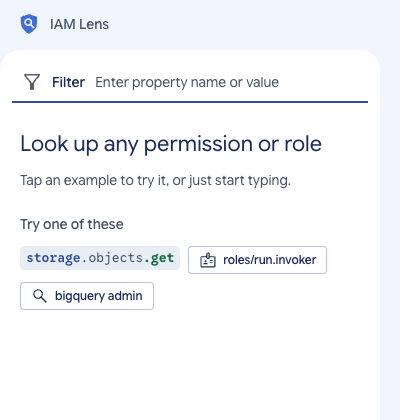 IAM Lens
Filter Enter property name or value
Look up any permission or role
Tap an example to try it, or just start typing.
Try one of these
storage.objects.get roles/run.invoker
bigquery admin